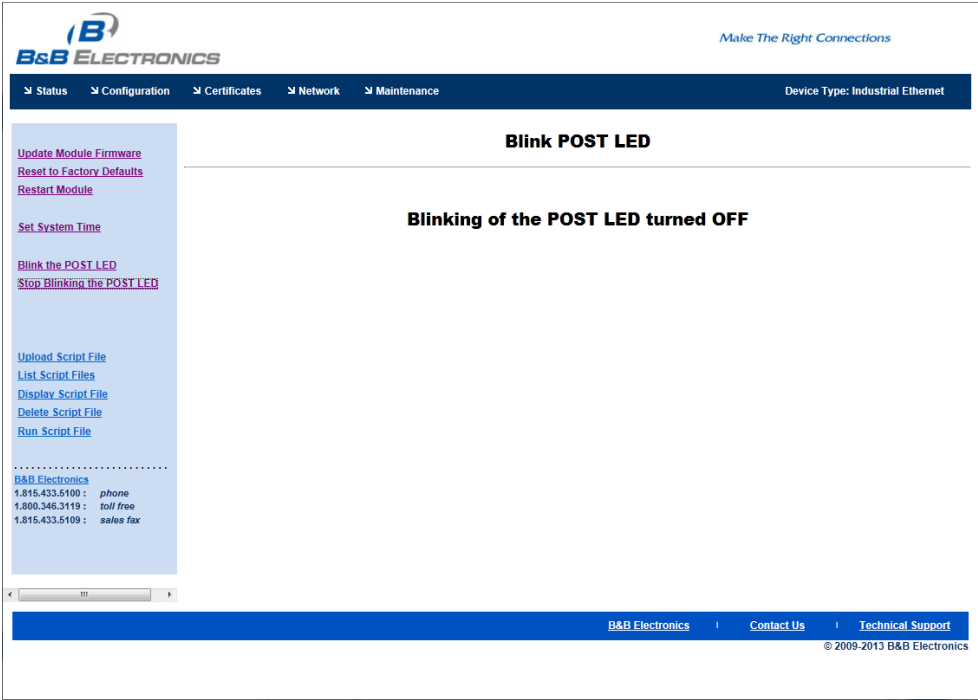 B
B&B ELECTRONICS
Make The Right Connections
Status Configuration Certificates Network Maintenance Device Type: Industrial Ethernet
Blink POST LED
Update Module Firmware
Reset to Factory Defaults
Restart Module
Set System Time
Blinking of the POST LED turned OFF
Blink the POST LED
Stop Blinking the POST LED
Upload Script File
List Script Files
Display Script File
Delete Script File
Run Script File
B&B Electronics
1.815.433.5100 : phone
1.800.346.3119 : toll free
1.815.433.5109 : sales fax
B&B Electronics | Contact Us | Technical Support
© 2009-2013 B&B Electronics